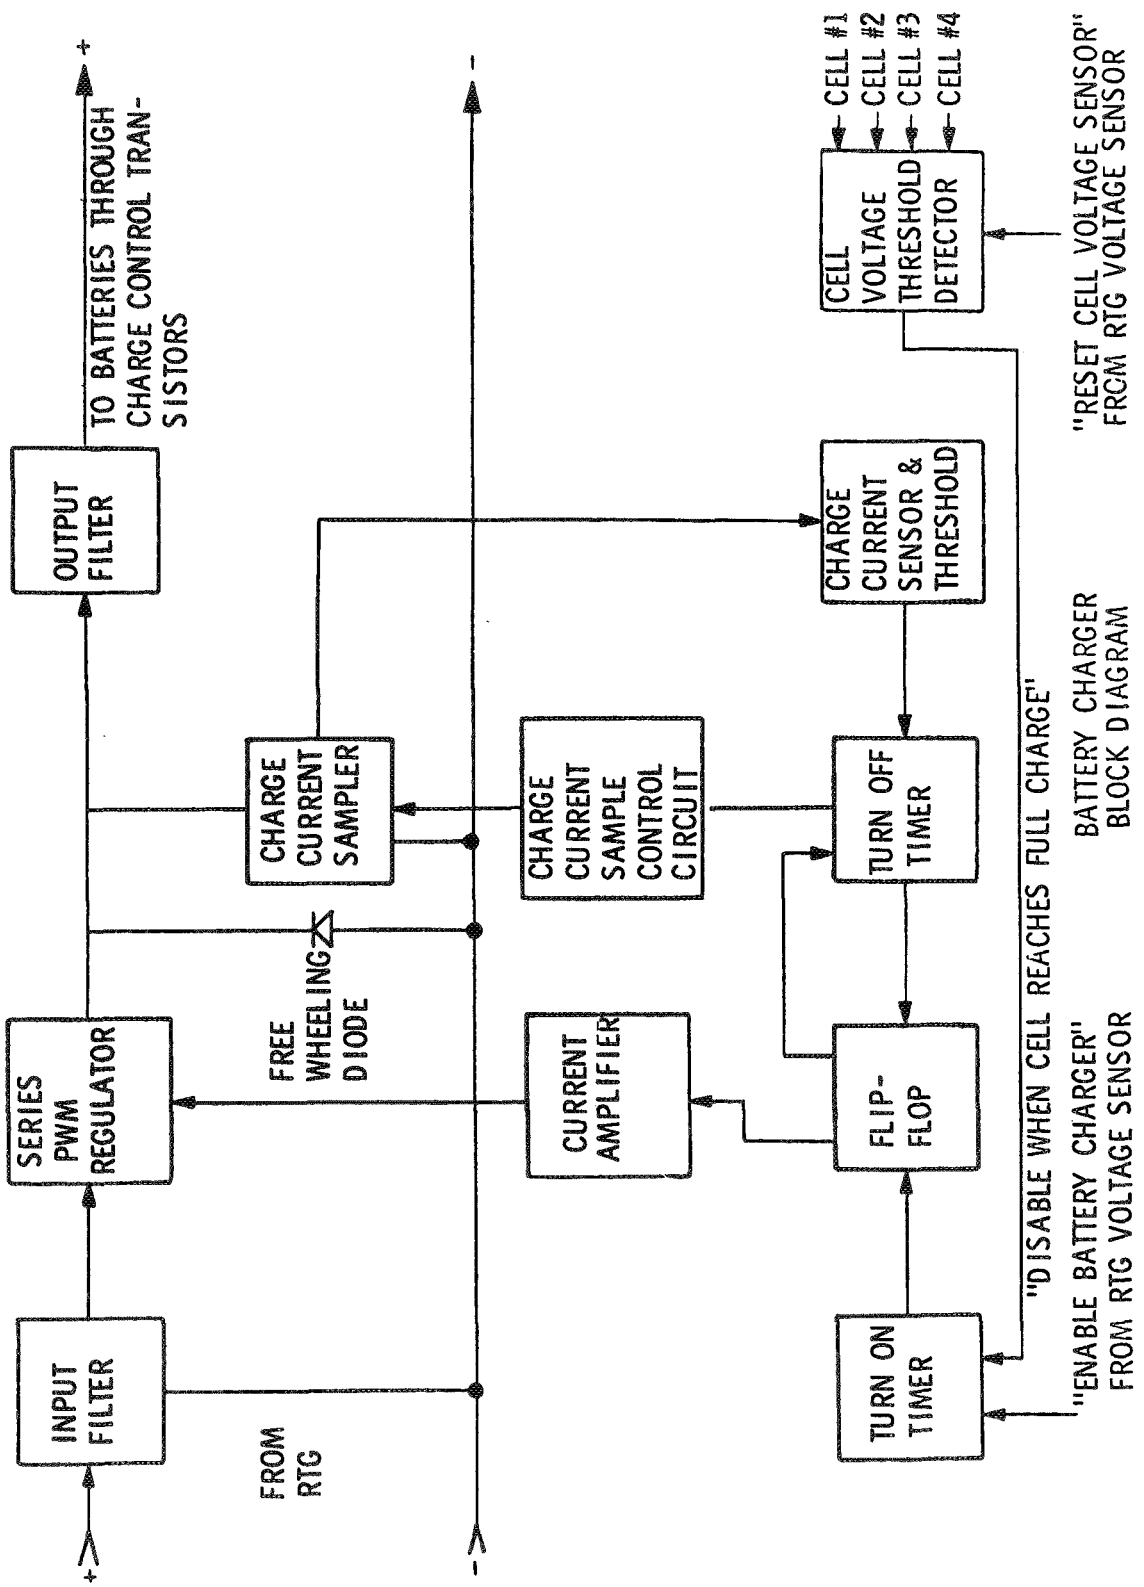 +
INPUT
FILTER
SERIES
PWM
REGULATOR
OUTPUT
FILTER
+
TO BATTERIES THROUGH
CHARGE CONTROL TRAN-
SISTORS
FROM
RTG
FREE
WHEELING
DIODE
CHARGE
CURRENT
SAMPLER
-
-
CURRENT
AMPLIFIER
CHARGE
CURRENT
SAMPLE
CONTROL
CIRCUIT
TURN ON
TIMER
FLIP-
FLOP
TURN OFF
TIMER
CHARGE
CURRENT
SENSOR &
THRESHOLD
CELL
VOLTAGE
THRESHOLD
DETECTOR
CELL #1
CELL #2
CELL #3
CELL #4
"DISABLE WHEN CELL REACHES FULL CHARGE"
"ENABLE BATTERY CHARGER"
FROM RTG VOLTAGE SENSOR
BATTERY CHARGER
BLOCK DIAGRAM
"RESET CELL VOLTAGE SENSOR"
FROM RTG VOLTAGE SENSOR